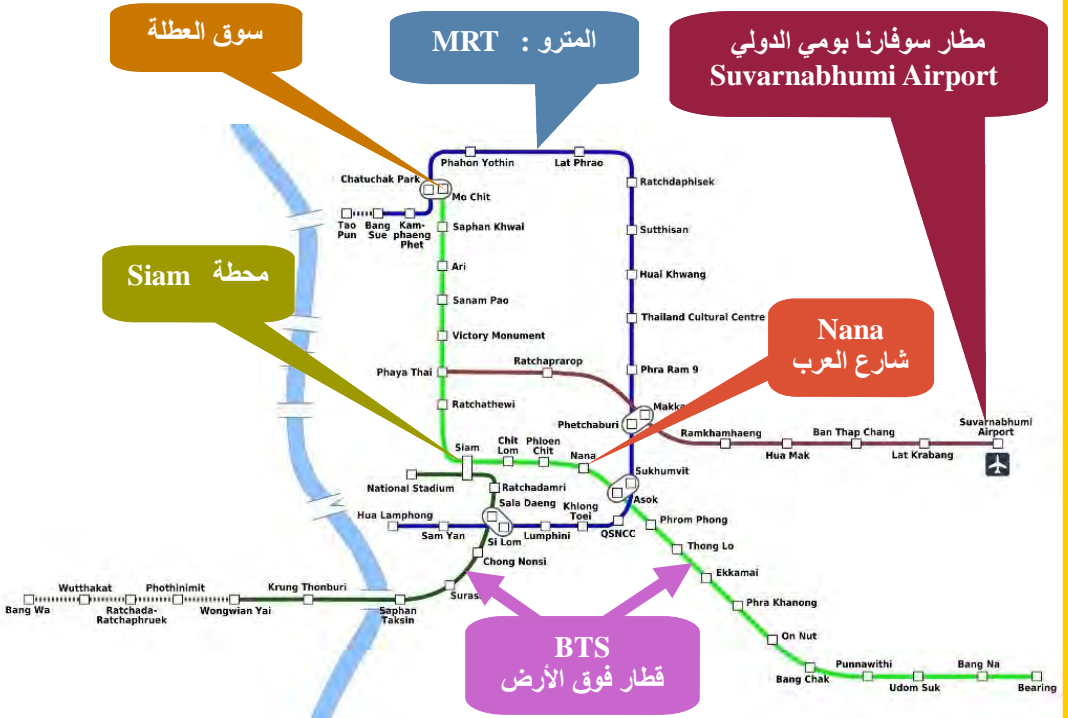 سوق العطلة
المترو : MRT
مطار سوفارنا بومي الدولي
Suvarnabhumi Airport
Phahon Yothin
Lat Phrao
Chatuchak Park
Mo Chit
Ratchdaphisek
Tao
Pun
Bang
Sue
Kam-
phaeng
Phet
Saphan Khwai
Sutthisan
Ari
Huai Khwang
محطة Siam
Sanam Pao
Thailand Cultural Centre
Victory Monument
Nana
شارع العرب
Phaya Thai
Ratchaprarop
Phra Ram 9
Ratchathewi
Makka
Phetchaburi
Ramkhamhaeng
Ban Thap Chang
Suvarnabhumi
Airport
Hua Mak
Lat Krabang
Siam
Chit
Lom
Phloen
Chit
Nana
Sukhumvit
National Stadium
Ratchadamri
Sala Daeng
Asok
Hua Lamphong
Sam Yan
Si Lom
Lumphini
Khlong
Toei
QSNCC
Phrom Phong
Thong Lo
Chong Nonsi
Ekkamai
Wutthakat
Phothinimit
Krung Thonburi
Suras
Phra Khanong
Bang Wa
Ratchada-
Ratchaphruek
Wongwian Yai
Saphan
Taksin
On Nut
BTS
قطار فوق الأرض
Bang Chak
Punnawithi
Udom Suk
Bang Na
Bearing